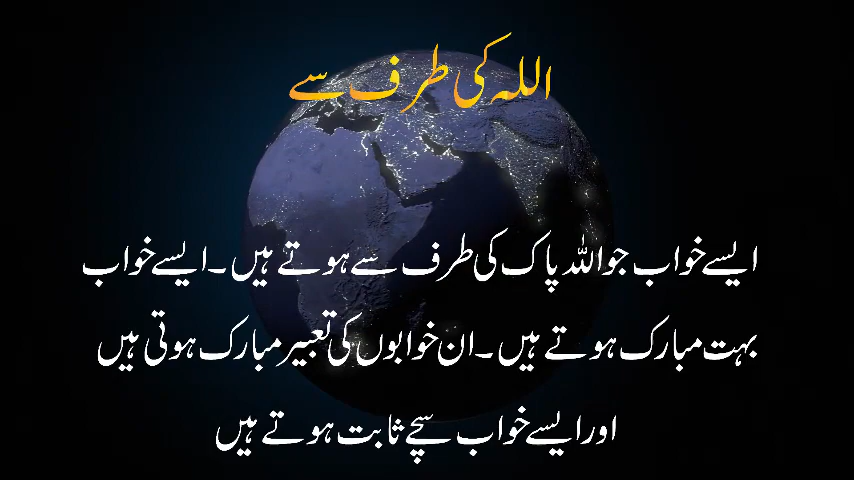 اللہ کی طرف سے
ایسے خواب جو اللہ پاک کی طرف سے ہوتے ہیں۔ ایسے خواب
بہت مبارک ہوتے ہیں۔ ان خوابوں کی تعبیر مبارک ہوتی ہیں
اور ایسے خواب سچے ثابت ہوتے ہیں